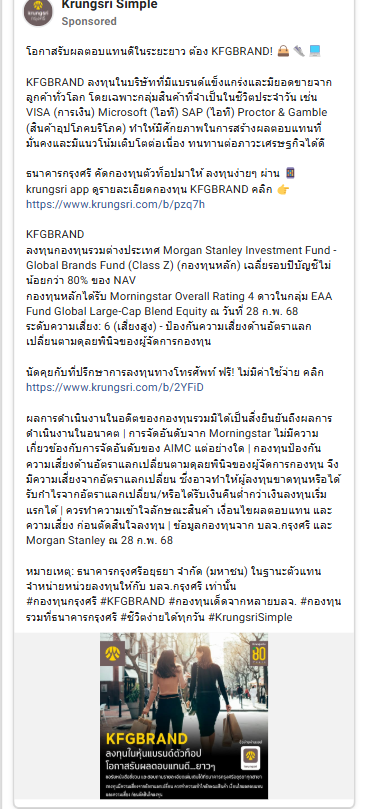 Krungsri Simple
Sponsored
โอกาสรับผลตอบแทนดีในระยะยาว ต้อง KFGBRAND!
KFGBRAND ลงทุนในบริษัทที่มีแบรนด์แข็งแกร่งและมียอดขายจาก
ลูกค้าทั่วโลก โดยเฉพาะกลุ่มสินค้าที่จำเป็นในชีวิตประจำวัน เช่น
VISA (การเงิน) Microsoft (ไอที) SAP (ไอที) Proctor & Gamble
(สินค้าอุปโภคบริโภค) ทำให้มีศักยภาพในการสร้างผลตอบแทนที่
มั่นคงและมีแนวโน้มเติบโตต่อเนื่อง ทนทานต่อภาวะเศรษฐกิจได้ดี
ธนาคารกรุงศรี คัดกองทุนตัวท็อปมาให้ ลงทุนง่ายๆ ผ่าน
krungsri app ดูรายละเอียดกองทุน KFGBRAND คลิก 👉
https://www.krungsri.com/b/pzq7h
KFGBRAND
ลงทุนกองทุนรวมต่างประเทศ Morgan Stanley Investment Fund -
Global Brands Fund (Class Z) (กองทุนหลัก) เฉลี่ยรอบปีบัญชีไม่
น้อยกว่า 80% ของ NAV
กองทุนหลักได้รับ Morningstar Overall Rating 4 ดาวในกลุ่ม EAA
Fund Global Large-Cap Blend Equity ณ วันที่ 28 ก.พ. 68
ระดับความเสี่ยง: 6 (เสี่ยงสูง) - ป้องกันความเสี่ยงด้านอัตราแลก
เปลี่ยนตามดุลยพินิจของผู้จัดการกองทุน
นัดคุยกับที่ปรึกษาการลงทุนทางโทรศัพท์ ฟรี! ไม่มีค่าใช้จ่าย คลิก
https://www.krungsri.com/b/2YFiD
ผลการดำเนินงานในอดีตของกองทุนรวมมิได้เป็นสิ่งยืนยันถึงผลการ
ดำเนินงานในอนาคต | การจัดอันดับจาก Morningstar ไม่มีความ
เกี่ยวข้องกับการจัดอันดับของ AIMC แต่อย่างใด | กองทุนป้องกัน
ความเสี่ยงด้านอัตราแลกเปลี่ยนตามดุลยพินิจของผู้จัดการกองทุน จึง
มีความเสี่ยงจากอัตราแลกเปลี่ยน ซึ่งอาจทำให้ผู้ลงทุนขาดทุนหรือได้
รับกำไรจากอัตราแลกเปลี่ยน/หรือได้รับเงินคืนต่ำกว่าเงินลงทุนเริ่ม
แรกได้ | ควรทำความเข้าใจลักษณะสินค้า เงื่อนไขผลตอบแทน และ
ความเสี่ยง ก่อนตัดสินใจลงทุน | ข้อมูลกองทุนจาก บลจ.กรุงศรี และ
Morgan Stanley ณ 28 ก.พ. 68
หมายเหตุ: ธนาคารกรุงศรีอยุธยา จำกัด (มหาชน) ในฐานะตัวแทน
จำหน่ายหน่วยลงทุนให้กับ บลจ.กรุงศรี เท่านั้น
#กองทุนกรุงศรี #KFGBRAND #กองทุนเด็ดจากหลายบลจ. #กองทุน
รวมที่ธนาคารกรุงศรี #ชีวิตง่ายได้ทุกวัน #KrungsriSimple
80
KFGBRAND
ลงทุนในหุ้นแบรนด์ตัวท็อป
โอกาสรับผลตอบแทนดี...ยาวๆ